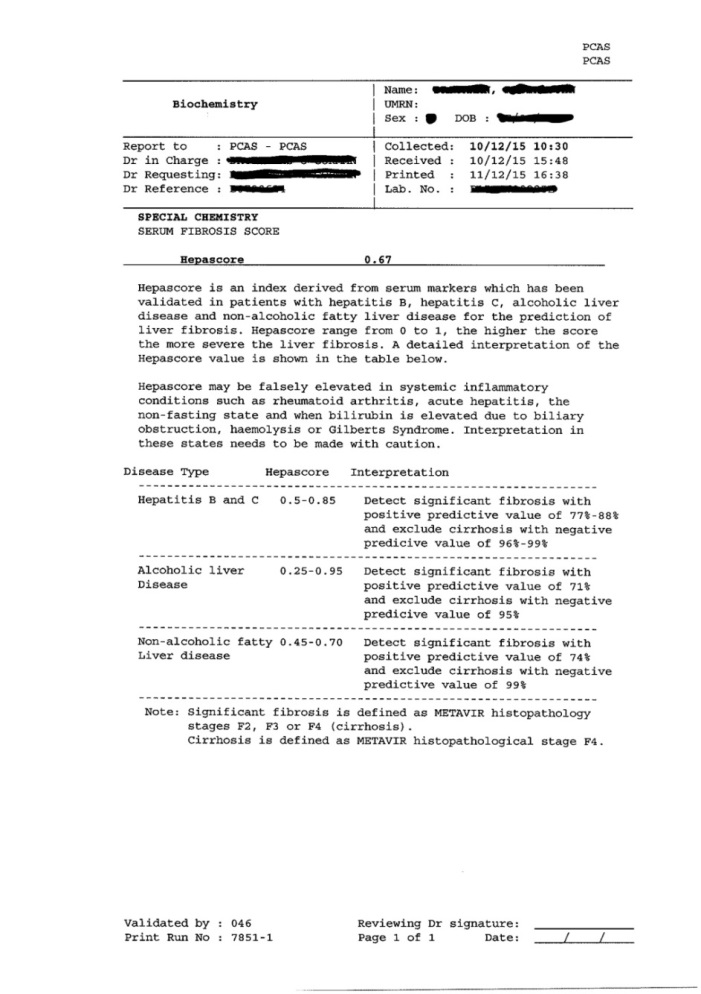 PCAS
PCAS
Biochemistry
Name: ,
UMRN:
Sex : DOB :
Report to : PCAS - PCAS
Dr in Charge :
Dr Requesting:
Dr Reference :
Collected: 10/12/15 10:30
Received : 10/12/15 15:48
Printed : 11/12/15 16:38
Lab. No. :
SPECIAL CHEMISTRY
SERUM FIBROSIS SCORE
Hepascore 0.67
Hepascore is an index derived from serum markers which has been
validated in patients with hepatitis B, hepatitis C, alcoholic liver
disease and non-alcoholic fatty liver disease for the prediction of
liver fibrosis. Hepascore range from 0 to 1, the higher the score
the more severe the liver fibrosis. A detailed interpretation of the
Hepascore value is shown in the table below.
Hepascore may be falsely elevated in systemic inflammatory
conditions such as rheumatoid arthritis, acute hepatitis, the
non-fasting state and when bilirubin is elevated due to biliary
obstruction, haemolysis or Gilberts Syndrome. Interpretation in
these states needs to be made with caution.
Disease Type Hepascore Interpretation
Hepatitis B and C 0.5-0.85 Detect significant fibrosis with
positive predictive value of 77%-88%
and exclude cirrhosis with negative
predicive value of 96%-99%
Alcoholic liver 0.25-0.95 Detect significant fibrosis with
Disease positive predictive value of 71%
and exclude cirrhosis with negative
predicive value of 95%
Non-alcoholic fatty 0.45-0.70 Detect significant fibrosis with
Liver disease positive predictive value of 74%
and exclude cirrhosis with negative
predictive value of 99%
Note: Significant fibrosis is defined as METAVIR histopathology
stages F2, F3 or F4 (cirrhosis).
Cirrhosis is defined as METAVIR histopathological stage F4.
Validated by : 046
Print Run No : 7851-1
Reviewing Dr signature:
Page 1 of 1 Date: / /